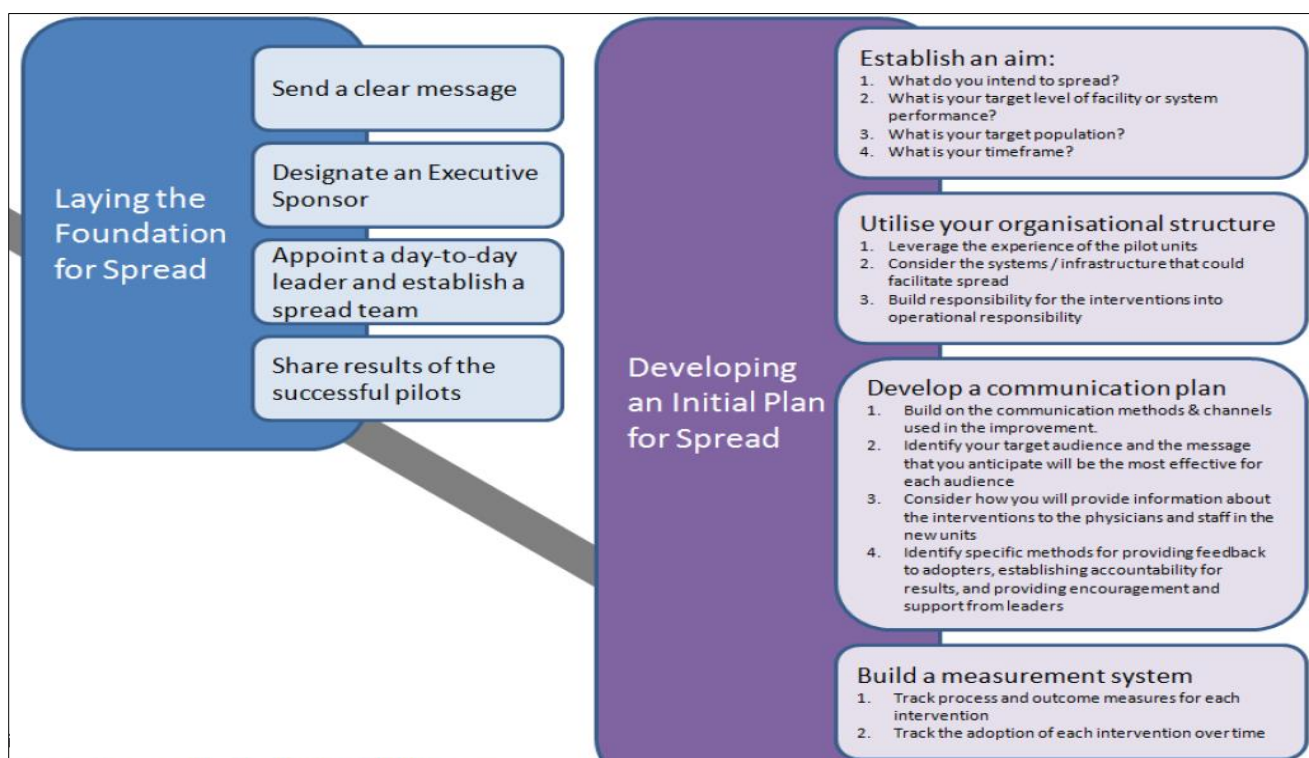 Laying the
Foundation
for Spread
Send a clear message
Designate an Executive
Sponsor
Appoint a day-to-day
leader and establish a
spread team
Share results of the
successful pilots
Developing
an Initial Plan
for Spread
Establish an aim:
1. What do you intend to spread?
2. What is your target level of facility or system
performance?
3. What is your target population?
4. What is your timeframe?
Utilise your organisational structure
1. Leverage the experience of the pilot units
2. Consider the systems / infrastructure that could
facilitate spread
3. Build responsibility for the interventions into
operational responsibility
Develop a communication plan
1. Build on the communication methods & channels
used in the improvement.
2. Identify your target audience and the message
that you anticipate will be the most effective for
each audience
3. Consider how you will provide information about
the interventions to the physicians and staff in the
new units
4. Identify specific methods for providing feedback
to adopters, establishing accountability for
results, and providing encouragement and
support from leaders
Build a measurement system
1. Track process and outcome measures for each
intervention
2. Track the adoption of each intervention over time